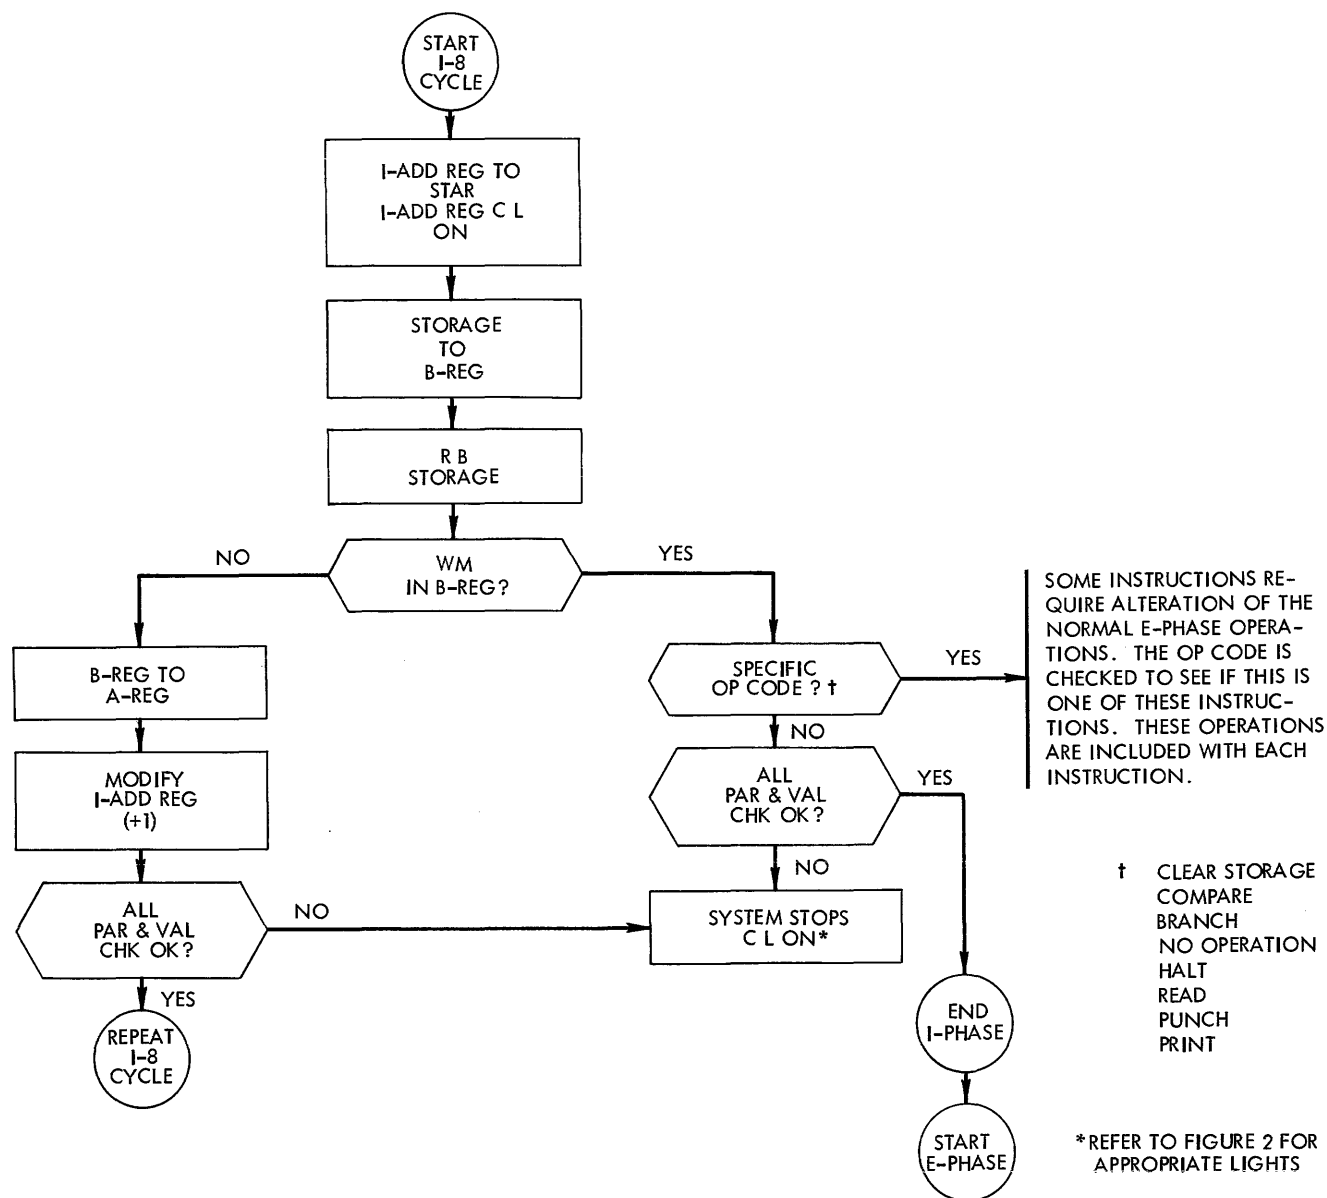 START
I-8
CYCLE
I-ADD REG TO
STAR
I-ADD REG C L
ON
STORAGE
TO
B-REG
R B
STORAGE
WM
IN B-REG?
NO
YES
B-REG TO
A-REG
MODIFY
I-ADD REG
(+1)
ALL
PAR & VAL
CHK OK?
NO
YES
REPEAT
I-8
CYCLE
SPECIFIC
OP CODE ? †
YES
NO
SOME INSTRUCTIONS RE-
QUIRE ALTERATION OF THE
NORMAL E-PHASE OPERA-
TIONS. THE OP CODE IS
CHECKED TO SEE IF THIS IS
ONE OF THESE INSTRUC-
TIONS. THESE OPERATIONS
ARE INCLUDED WITH EACH
INSTRUCTION.
ALL
PAR & VAL
CHK OK?
YES
NO
SYSTEM STOPS
C L ON*
END
I-PHASE
START
E-PHASE
† CLEAR STORAGE
COMPARE
BRANCH
NO OPERATION
HALT
READ
PUNCH
PRINT
*REFER TO FIGURE 2 FOR
APPROPRIATE LIGHTS